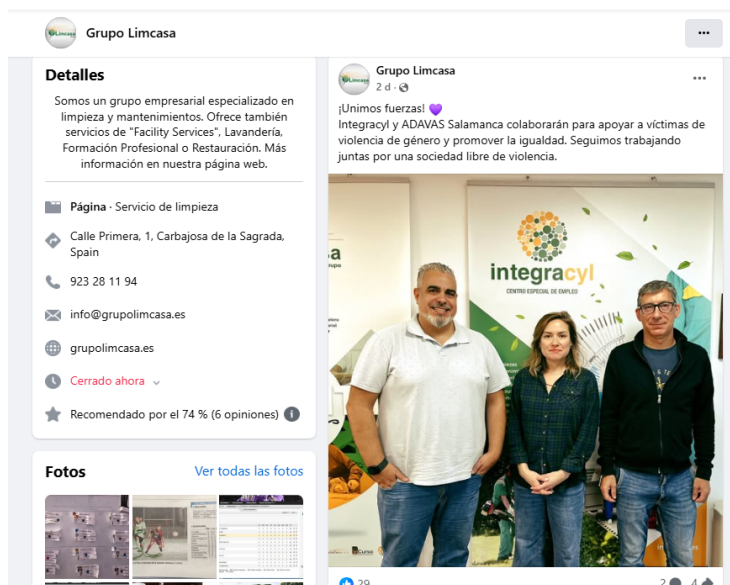 Grupo Limcasa
Detalles
Somos un grupo empresarial especializado en
limpieza y mantenimientos. Ofrece también
servicios de "Facility Services", Lavandería,
Formación Profesional o Restauración. Más
información en nuestra página web.
Página · Servicio de limpieza
Calle Primera, 1, Carbajosa de la Sagrada,
Spain
923 28 11 94
info@grupolimcasa.es
grupolimcasa.es
Cerrado ahora
Recomendado por el 74 % (6 opiniones)
Fotos
Ver todas las fotos
Grupo Limcasa
2 d
¡Unimos fuerzas! 💜
Integracyl y ADAVAS Salamanca colaborarán para apoyar a víctimas de
violencia de género y promover la igualdad. Seguimos trabajando
juntas por una sociedad libre de violencia.
integracyl
CENTRO ESPECIAL DE EMPLEO
29
2
4